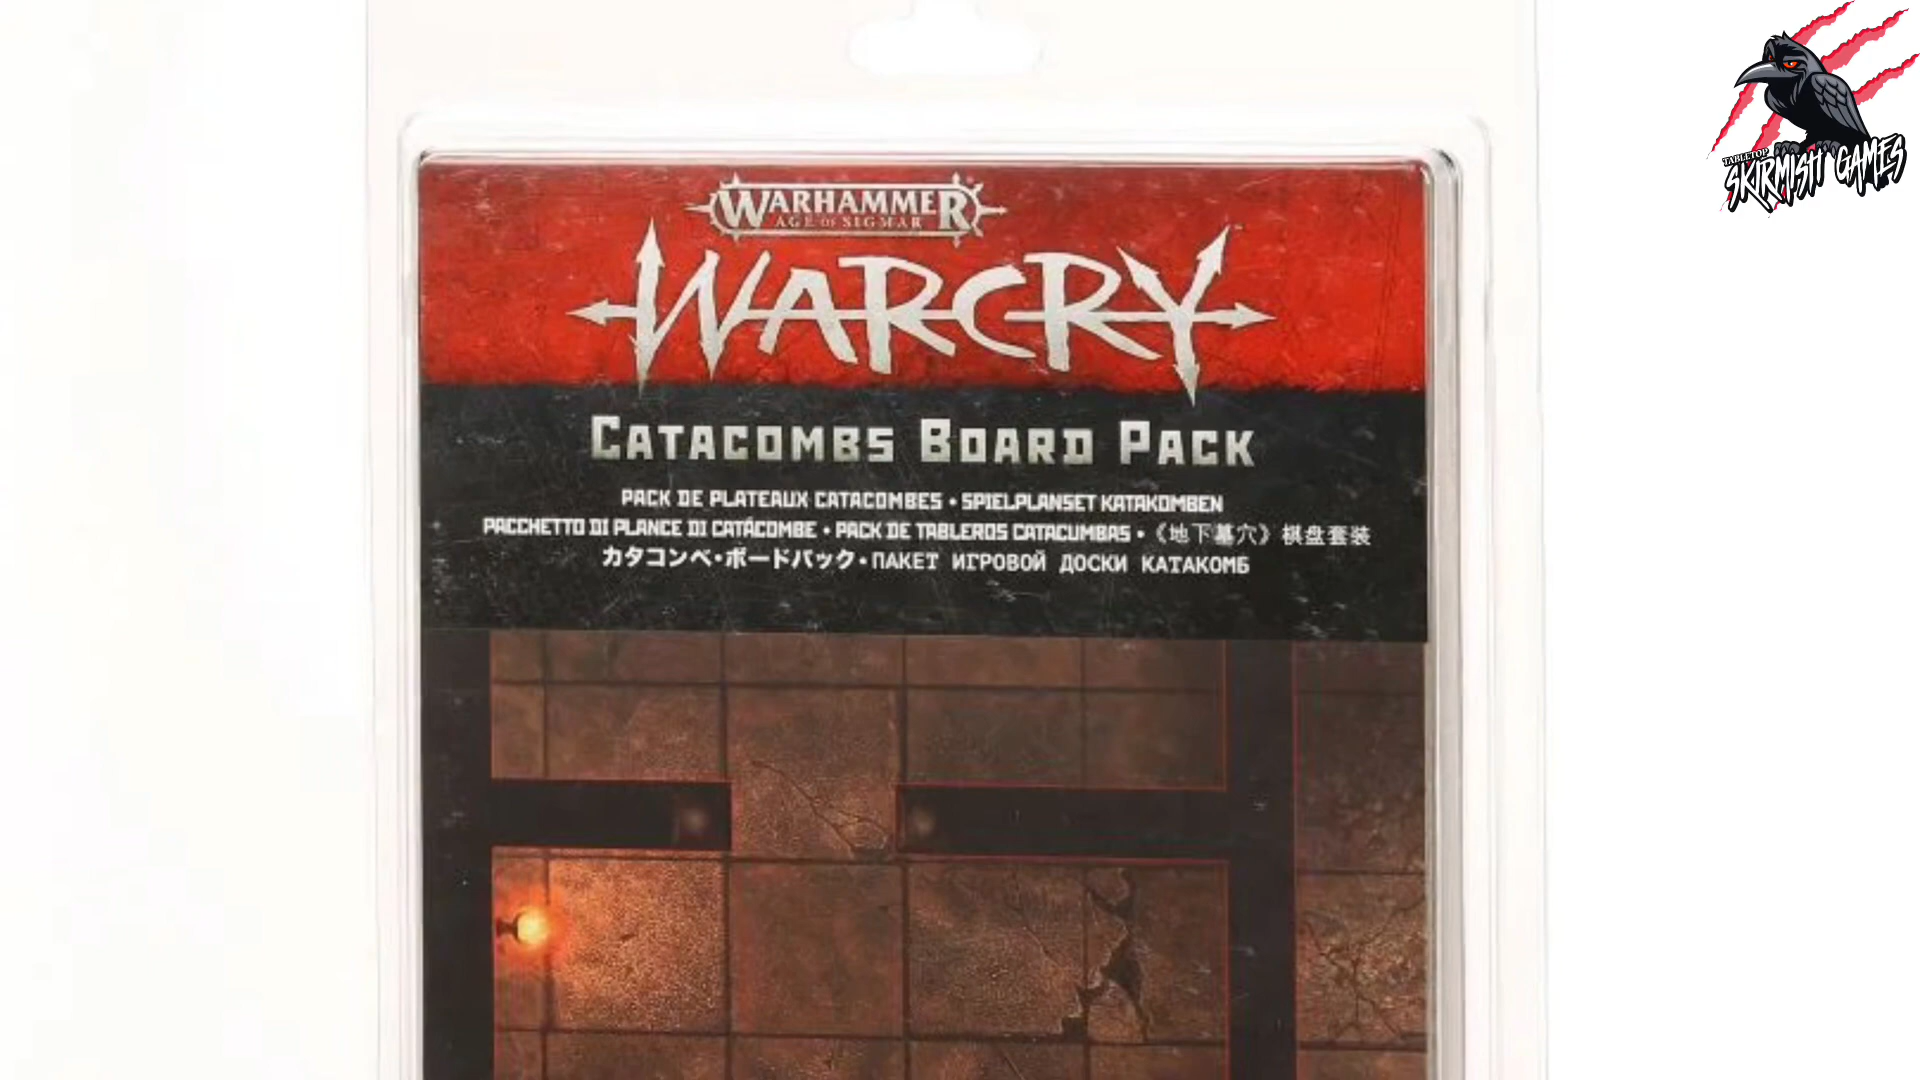 WARHAMMER
AGE OF SIGMAR
WARCRY
CATACOMBS BOARD PACK
PACK DE PLATEAUX CATACOMBES • SPIELPLANSET KATAKOMBEN
PACCHETTO DI PLANCE DI CATACOMBE • PACK DE TABLEROS CATACUMBAS • 《地下墓穴》棋盘套装
カタコンベ・ボードパック • ПАКЕТ ИГРОВОЙ ДОСКИ КАТАКОМБ
TABLETOP
SKIRMISH GAMES